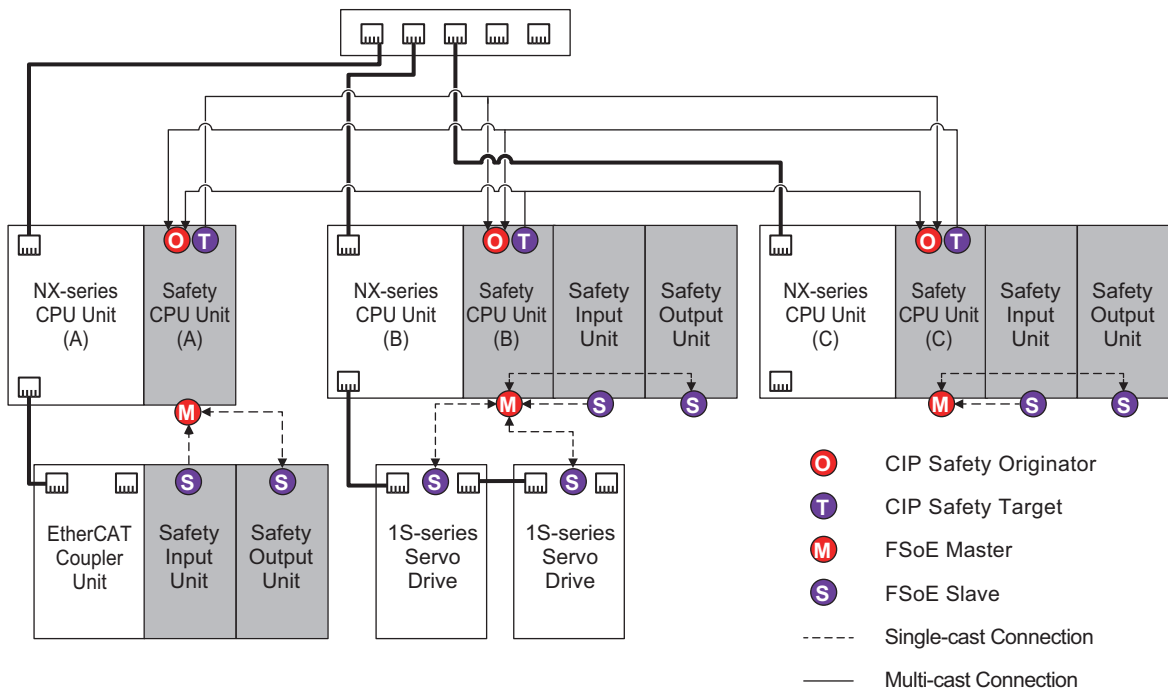 O T
O T
O T
NX-series
CPU Unit
(A)
Safety
CPU Unit
(A)
NX-series
CPU Unit
(B)
Safety
CPU Unit
(B)
Safety
Input
Unit
Safety
Output
Unit
NX-series
CPU Unit
(C)
Safety
CPU Unit
(C)
Safety
Input
Unit
Safety
Output
Unit
M
M S S
M S S
S S
S S
EtherCAT
Coupler
Unit
Safety
Input
Unit
Safety
Output
Unit
1S-series
Servo
Drive
1S-series
Servo
Drive
O CIP Safety Originator
T CIP Safety Target
M FSoE Master
S FSoE Slave
Single-cast Connection
Multi-cast Connection